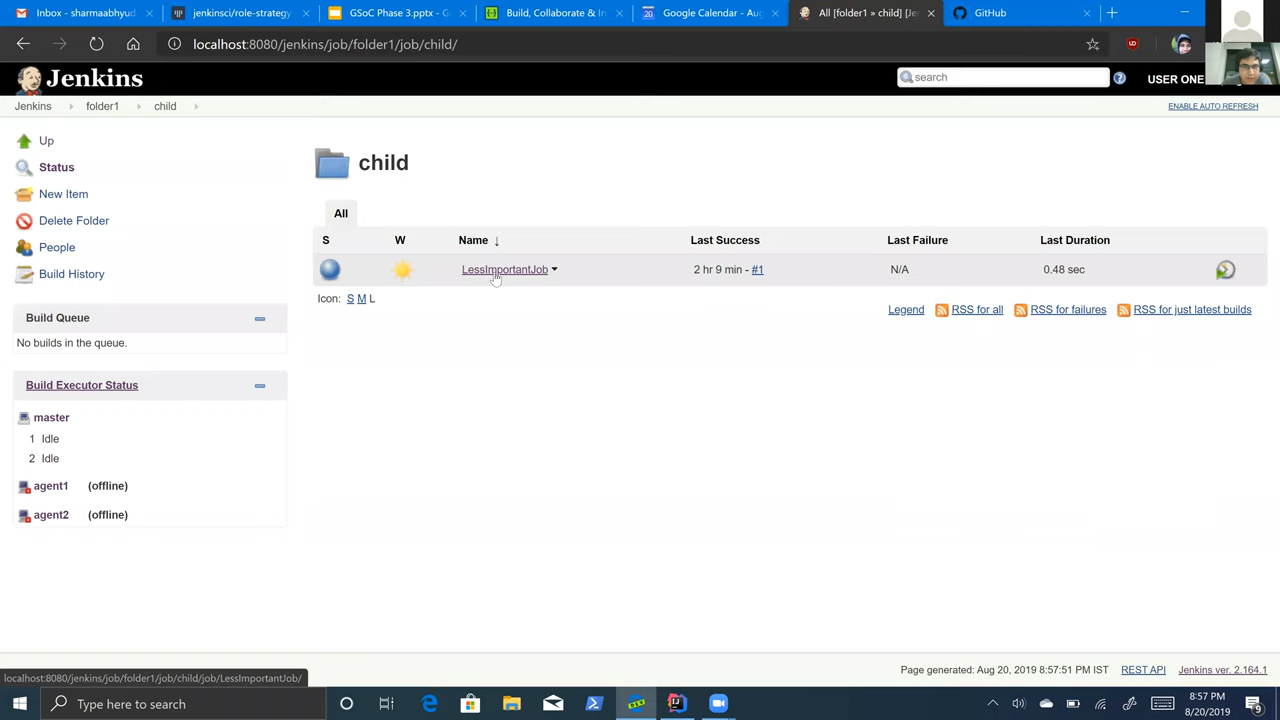 Inbox - sharmaabhyud
jenkinsci/role-strategy
GSoC Phase 3.pptx - G
Build, Collaborate & In
Google Calendar - Aug
All [folder1 » child] [Je
GitHub
localhost:8080/jenkins/job/folder1/job/child/
Jenkins
search
USER ONE
Jenkins
folder1
child
ENABLE AUTO REFRESH
Up
Status
New Item
Delete Folder
People
Build History
Build Queue
No builds in the queue.
Build Executor Status
master
1 Idle
2 Idle
agent1 (offline)
agent2 (offline)
child
All
S W Name ↓ Last Success Last Failure Last Duration
LessImportantJob 2 hr 9 min - #1 N/A 0.48 sec
Icon: S M L
Legend RSS for all RSS for failures RSS for just latest builds
localhost:8080/jenkins/job/folder1/job/child/job/LessImportantJob/
Page generated: Aug 20, 2019 8:57:51 PM IST REST API Jenkins ver. 2.164.1
Type here to search
8:57 PM
8/20/2019
9